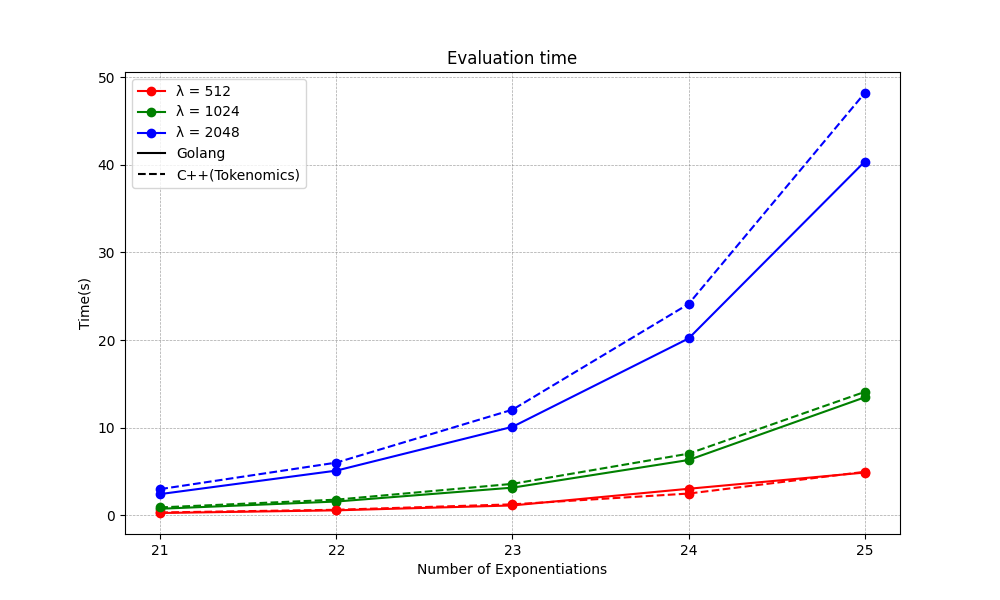 Evaluation time
λ = 512
λ = 1024
λ = 2048
Golang
C++(Tokenomics)
50
40
30
20
10
0
Time(s)
21 22 23 24 25
Number of Exponentiations